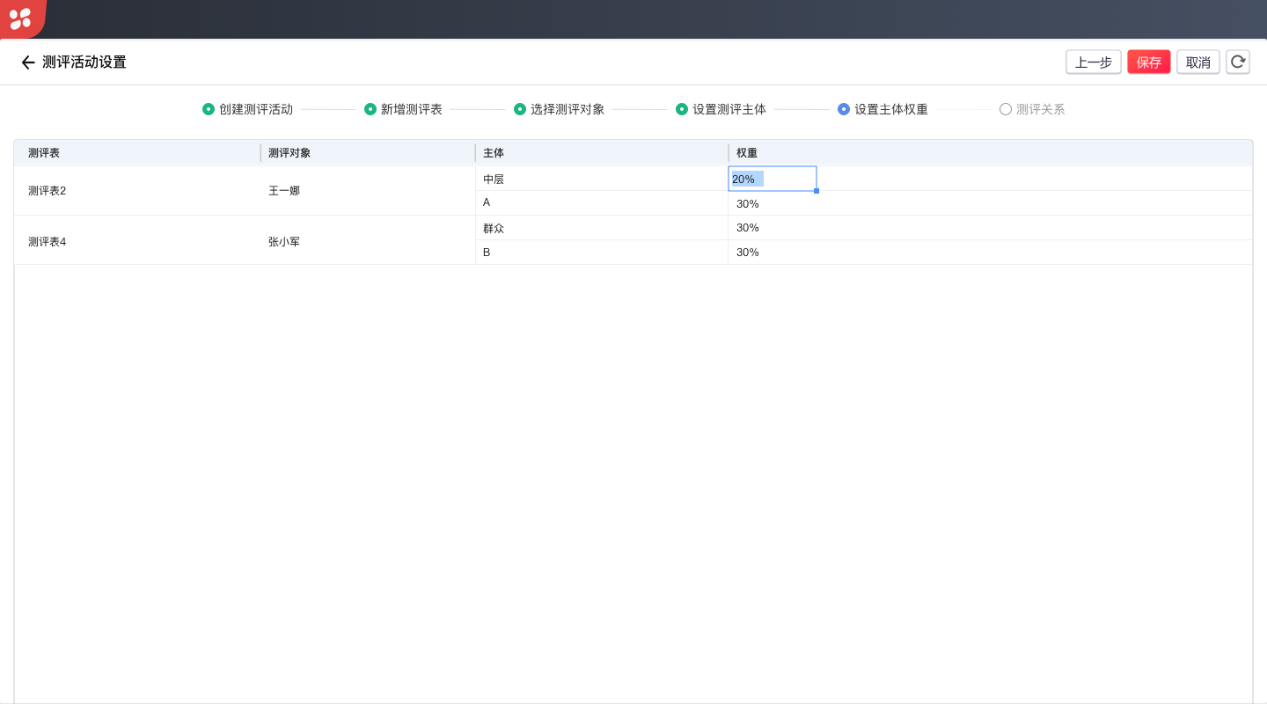 测评活动设置
上一步 保存 取消
创建测评活动 新增测评表 选择测评对象 设置测评主体 设置主体权重 测评关系
测评表 测评对象 主体 权重
测评表2 王一娜 中层 20%
A 30%
测评表4 张小军 群众 30%
B 30%